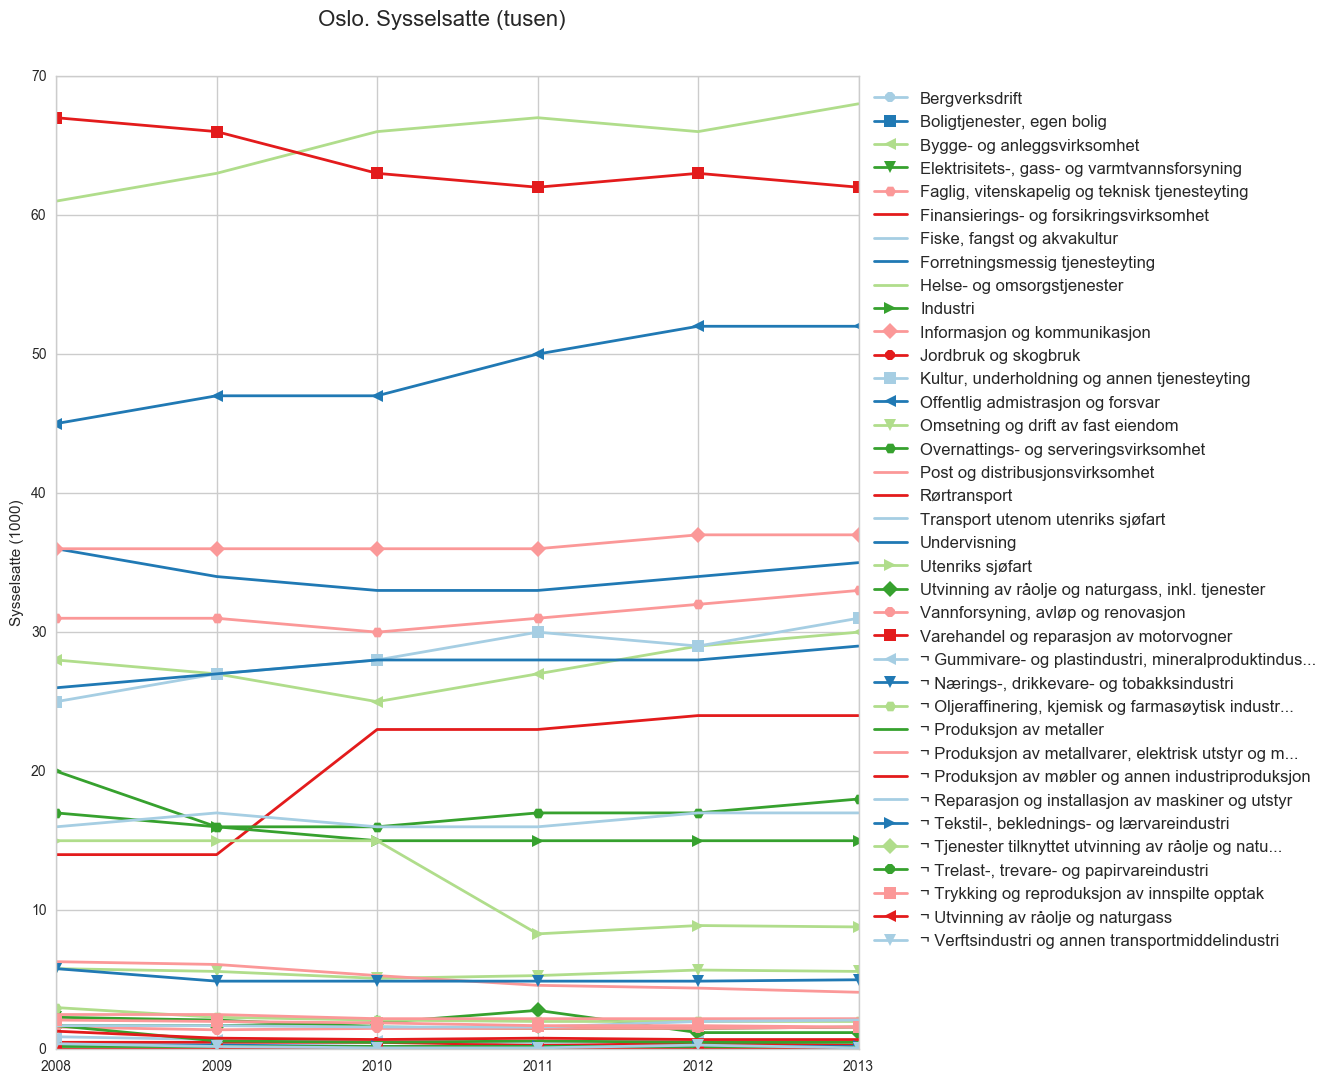 Oslo. Sysselsatte (tusen)
70
60
50
40
30
20
10
0
Sysselsatte (1000)
2008
2009
2010
2011
2012
2013
Bergverksdrift
Boligtjenester, egen bolig
Bygge- og anleggsvirksomhet
Elektrisitets-, gass- og varmtvannsforsyning
Faglig, vitenskapelig og teknisk tjenesteyting
Finansierings- og forsikringsvirksomhet
Fiske, fangst og akvakultur
Forretningsmessig tjenesteyting
Helse- og omsorgstjenester
Industri
Informasjon og kommunikasjon
Jordbruk og skogbruk
Kultur, underholdning og annen tjenesteyting
Offentlig admistrasjon og forsvar
Omsetning og drift av fast eiendom
Overnattings- og serveringsvirksomhet
Post og distribusjonsvirksomhet
Rørtransport
Transport utenom utenriks sjøfart
Undervisning
Utenriks sjøfart
Utvinning av råolje og naturgass, inkl. tjenester
Vannforsyning, avløp og renovasjon
Varehandel og reparasjon av motorvogner
¬ Gummivare- og plastindustri, mineralproduktindus...
¬ Nærings-, drikkevare- og tobakksindustri
¬ Oljeraffinering, kjemisk og farmasøytisk industr...
¬ Produksjon av metaller
¬ Produksjon av metallvarer, elektrisk utstyr og m...
¬ Produksjon av møbler og annen industriproduksjon
¬ Reparasjon og installasjon av maskiner og utstyr
¬ Tekstil-, beklednings- og lærvareindustri
¬ Tjenester tilknyttet utvinning av råolje og natu...
¬ Trelast-, trevare- og papirvareindustri
¬ Trykking og reproduksjon av innspilte opptak
¬ Utvinning av råolje og naturgass
¬ Verftsindustri og annen transportmiddelindustri